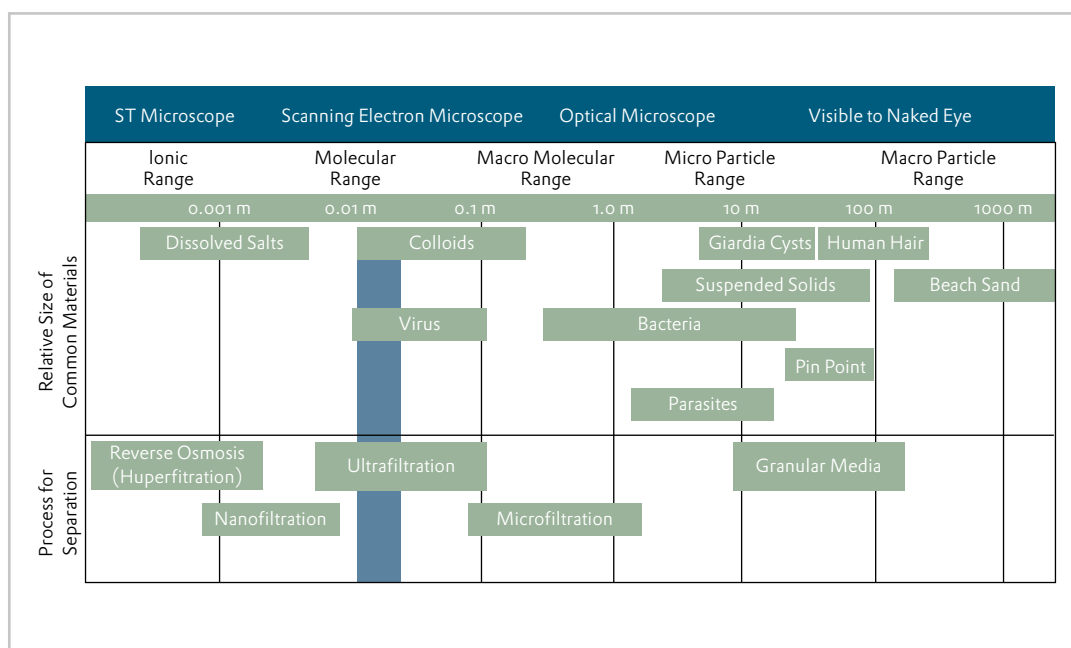 ST Microscope
Scanning Electron Microscope
Optical Microscope
Visible to Naked Eye
Ionic
Range
Molecular
Range
Macro Molecular
Range
Micro Particle
Range
Macro Particle
Range
0.001 m
0.01 m
0.1 m
1.0 m
10 m
100 m
1000 m
Relative Size of
Common Materials
Dissolved Salts
Colloids
Giardia Cysts
Human Hair
Suspended Solids
Beach Sand
Virus
Bacteria
Pin Point
Parasites
Process for
Separation
Reverse Osmosis
(Huperfitration)
Ultrafiltration
Granular Media
Nanofiltration
Microfiltration